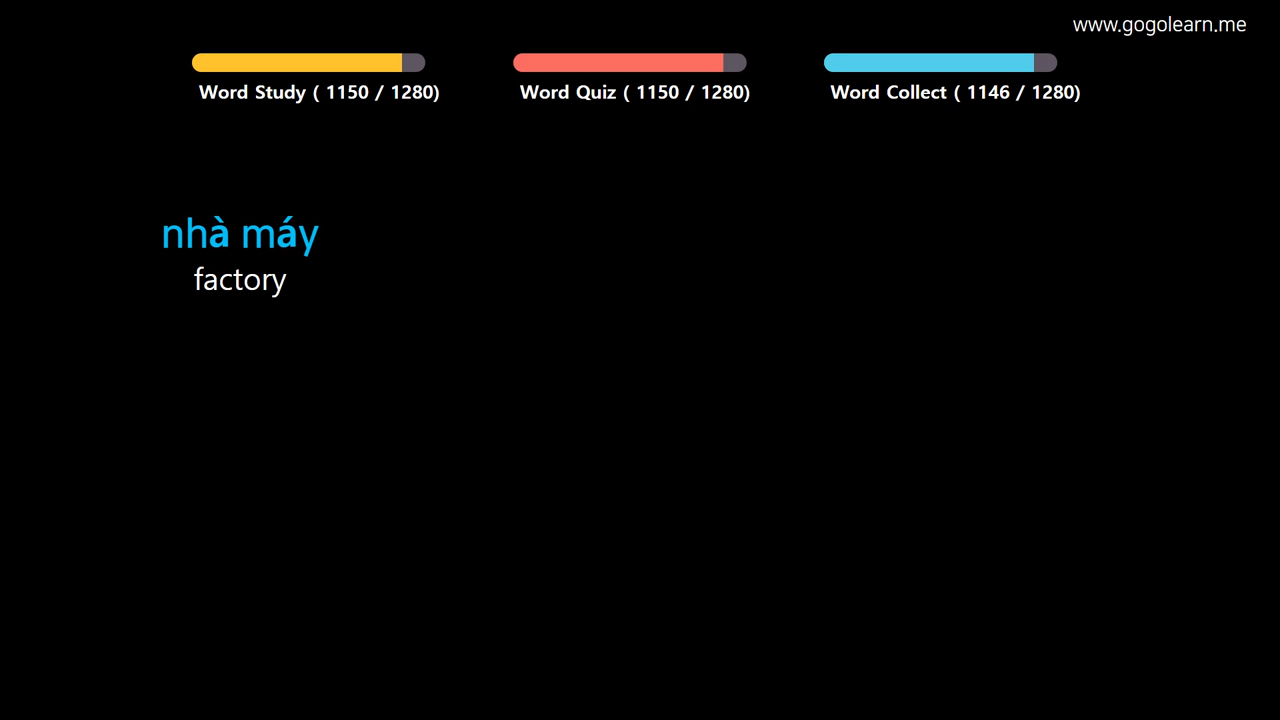 www.gogolearn.me
Word Study ( 1150 / 1280)
Word Quiz ( 1150 / 1280)
Word Collect ( 1146 / 1280)
nhà máy
factory